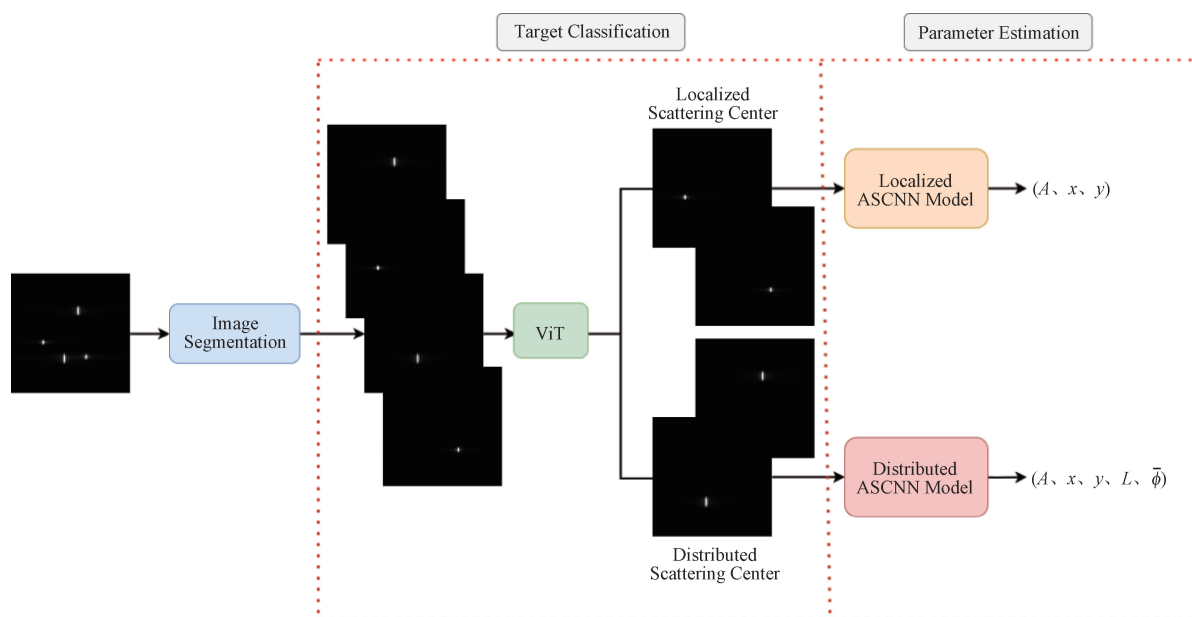 Target Classification
Parameter Estimation
Localized
Scattering Center
Localized
ASCNN Model
(A、x、y)
Image
Segmentation
ViT
Distributed
ASCNN Model
(A、x、y、L、ϕ̄)
Distributed
Scattering Center